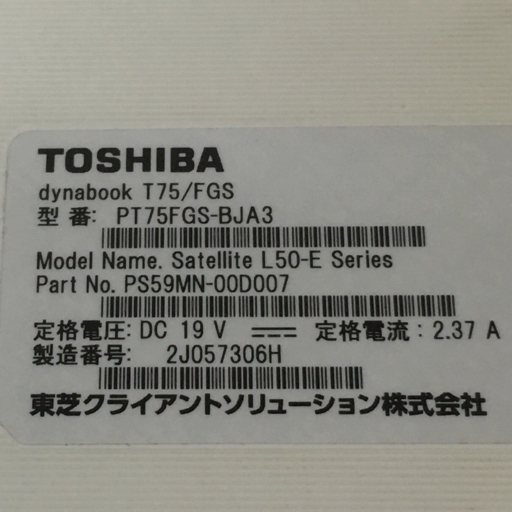 TOSHIBA
dynabook T75/FGS
型番: PT75FGS-BJA3
Model Name. Satellite L50-E Series
Part No. PS59MN-00D007
定格電圧: DC 19 V 定格電流: 2.37 A
製造番号: 2J057306H
東芝クライアントソリューション株式会社